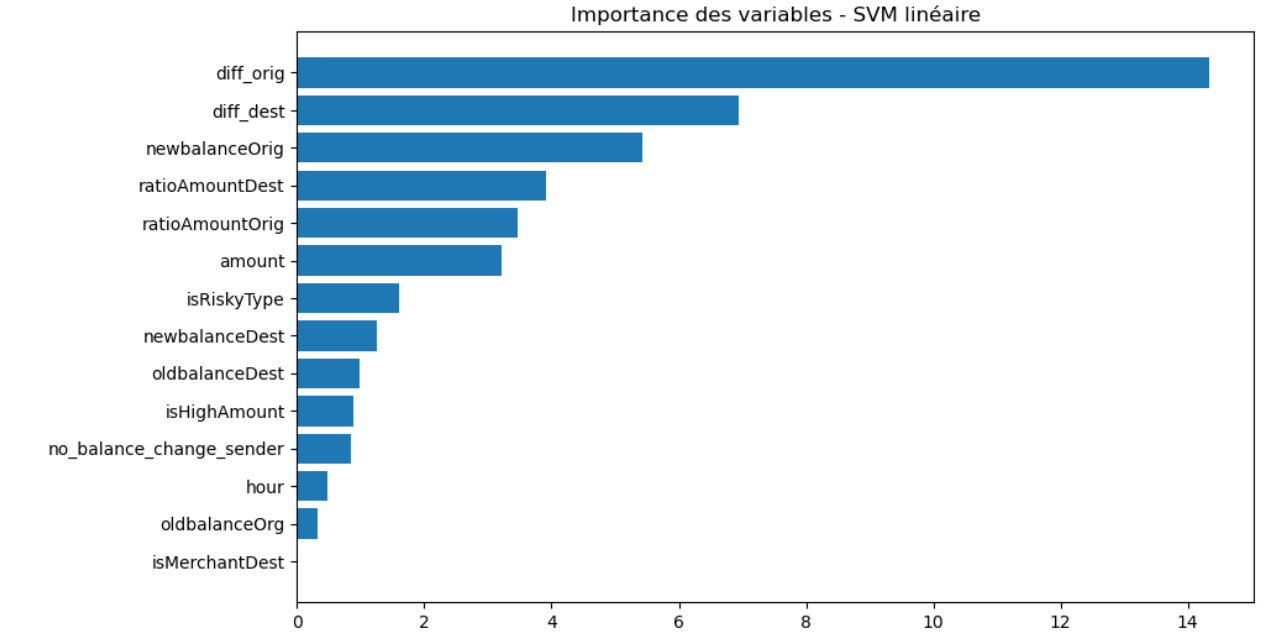 Importance des variables - SVM linéaire
diff_orig
diff_dest
newbalanceOrig
ratioAmountDest
ratioAmountOrig
amount
isRiskyType
newbalanceDest
oldbalanceDest
isHighAmount
no_balance_change_sender
hour
oldbalanceOrg
isMerchantDest
0 2 4 6 8 10 12 14